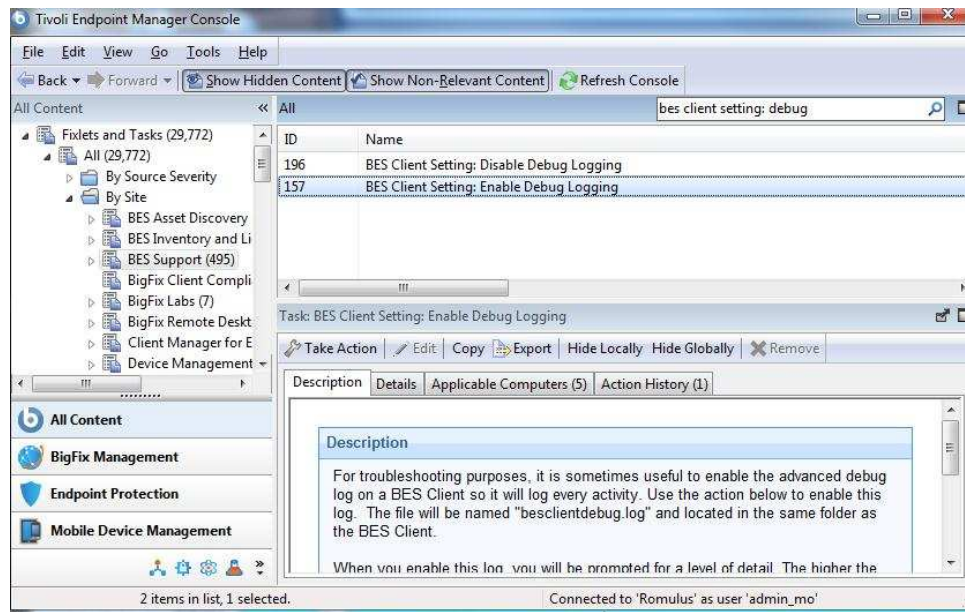 Tivoli Endpoint Manager Console
File Edit View Go Tools Help
Back Forward Show Hidden Content Show Non-Relevant Content Refresh Console
All Content « All bes client setting: debug
Fixlets and Tasks (29,772)
All (29,772)
By Source Severity
By Site
BES Asset Discovery
BES Inventory and Li
BES Support (495)
BigFix Client Compli
BigFix Labs (7)
BigFix Remote Deskt
Client Manager for E
Device Management
All Content
BigFix Management
Endpoint Protection
Mobile Device Management
ID Name
196 BES Client Setting: Disable Debug Logging
157 BES Client Setting: Enable Debug Logging
Task: BES Client Setting: Enable Debug Logging
Take Action Edit Copy Export Hide Locally Hide Globally Remove
Description Details Applicable Computers (5) Action History (1)
Description
For troubleshooting purposes, it is sometimes useful to enable the advanced debug
log on a BES Client so it will log every activity. Use the action below to enable this
log. The file will be named "besclientdebug.log" and located in the same folder as
the BES Client.
When you enable this log, you will be prompted for a level of detail. The higher the
2 items in list, 1 selected. Connected to 'Romulus' as user 'admin_mo'